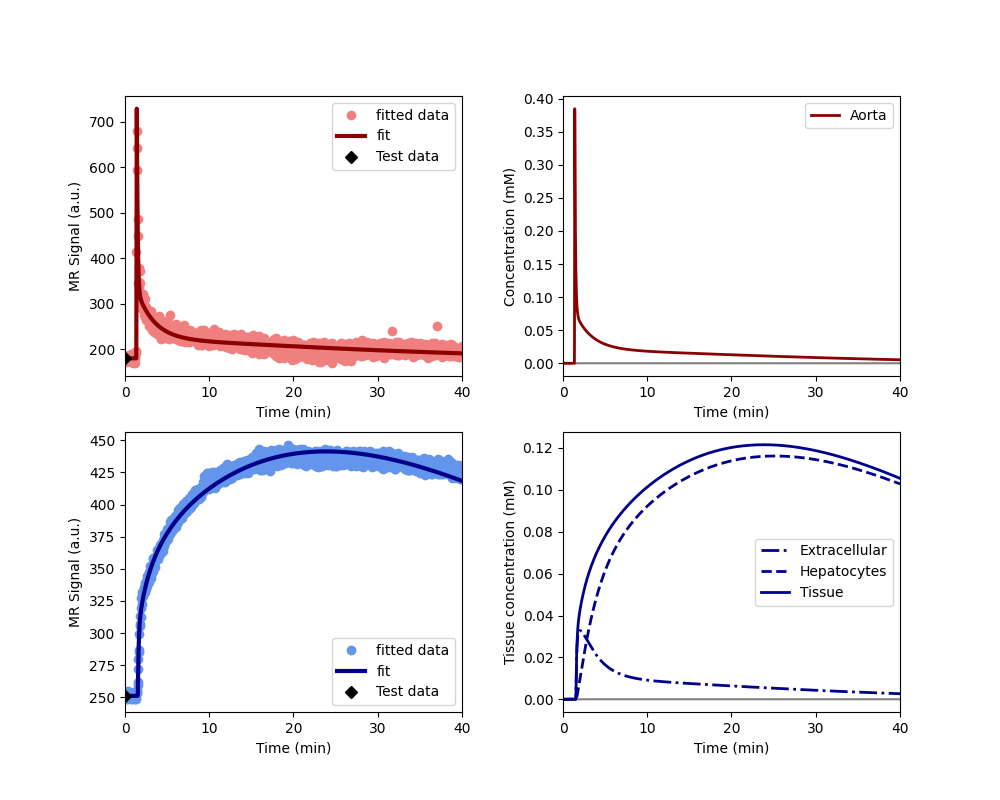 700
600
500
400
300
200
MR Signal (a.u.)
0 10 20 30 40
Time (min)
fitted data
fit
Test data
0.40
0.35
0.30
0.25
0.20
0.15
0.10
0.05
0.00
Concentration (mM)
0 10 20 30 40
Time (min)
Aorta
450
425
400
375
350
325
300
275
250
MR Signal (a.u.)
0 10 20 30 40
Time (min)
fitted data
fit
Test data
0.12
0.10
0.08
0.06
0.04
0.02
0.00
Tissue concentration (mM)
0 10 20 30 40
Time (min)
Extracellular
Hepatocytes
Tissue